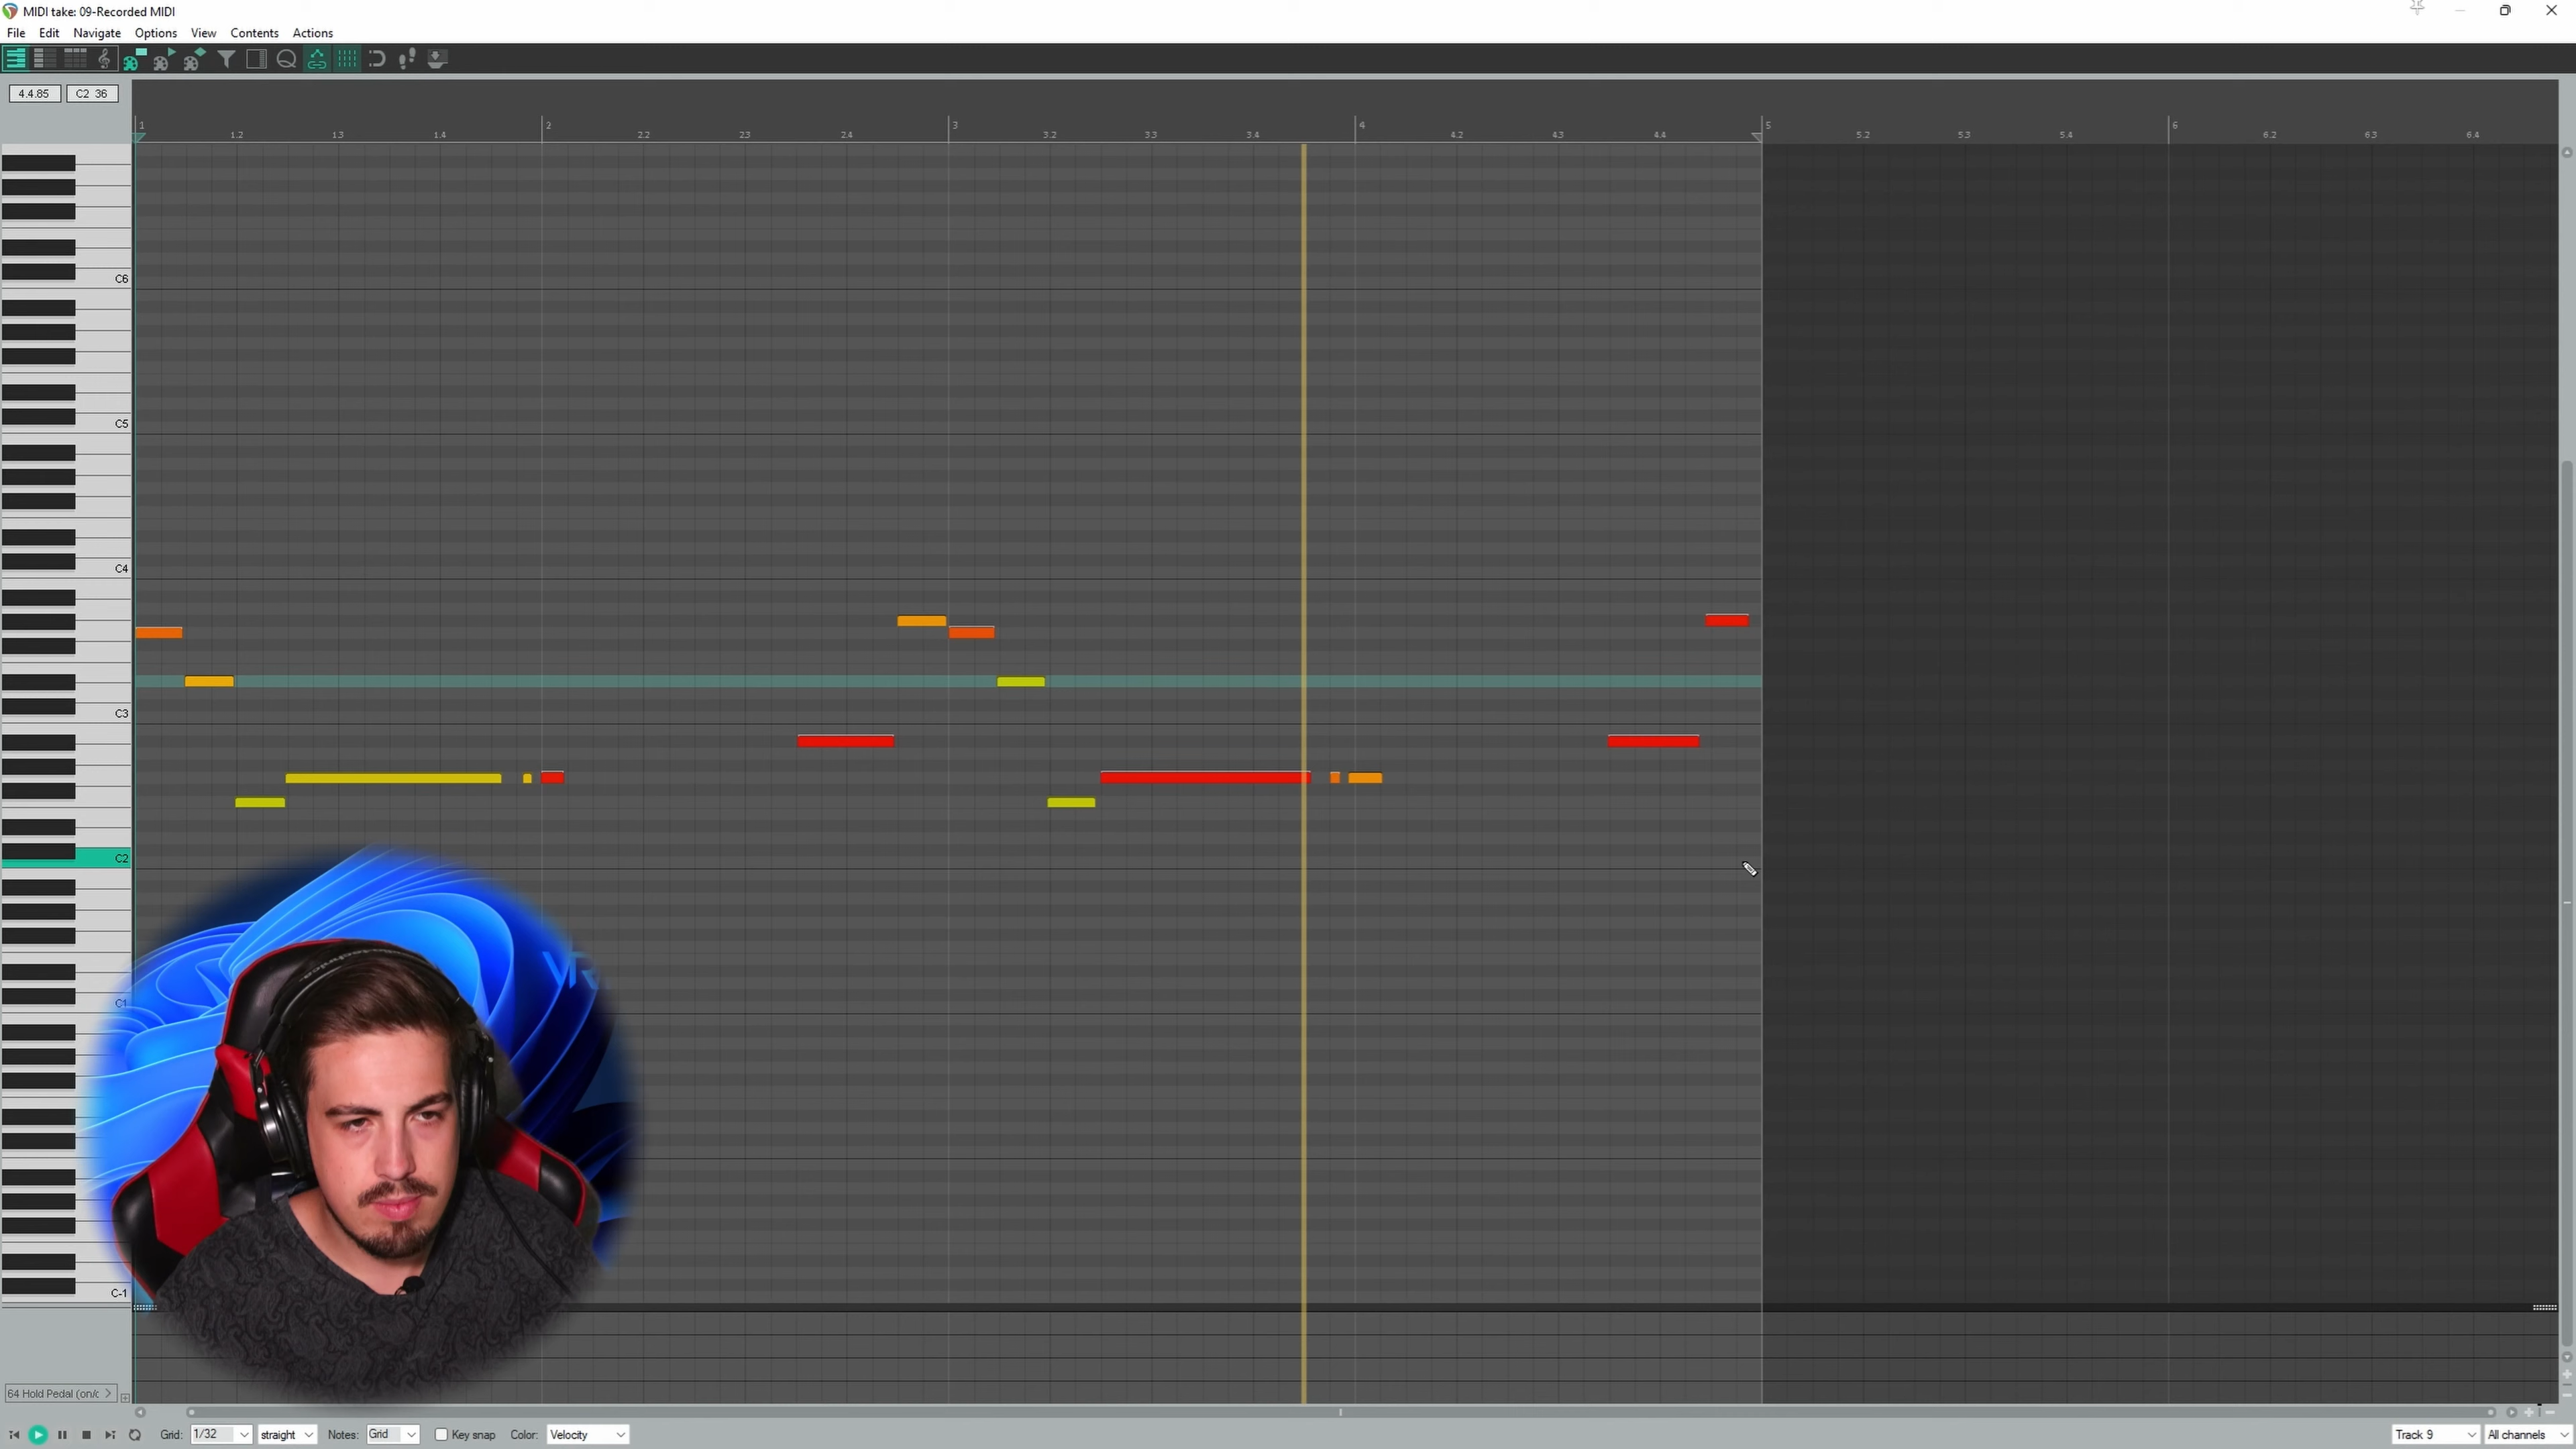 MIDI take: 09-Recorded MIDI
File Edit Navigate Options View Contents Actions
4.4.85 C2 36
1 2 3 4 5 6
1.2 1.3 1.4 2.2 2.3 2.4 3.2 3.3 3.4 4.2 4.3 4.4 5.2 5.3 5.4 6.2 6.3 6.4
C6
C5
C4
C3
C2
C1
C-1
64 Hold Pedal (on/c
Grid: 1/32 straight Notes: Grid Key snap Color: Velocity Track 9 All channels